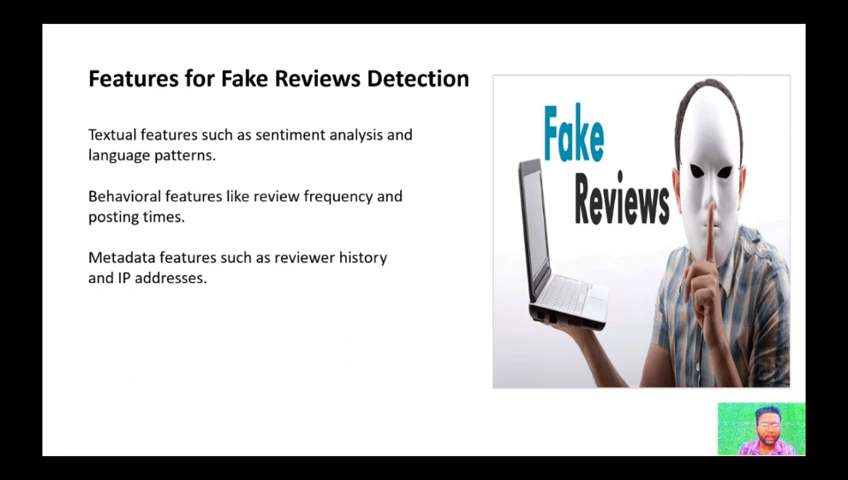 Features for Fake Reviews Detection
Textual features such as sentiment analysis and
language patterns.
Behavioral features like review frequency and
posting times.
Metadata features such as reviewer history
and IP addresses.
Fake
Reviews